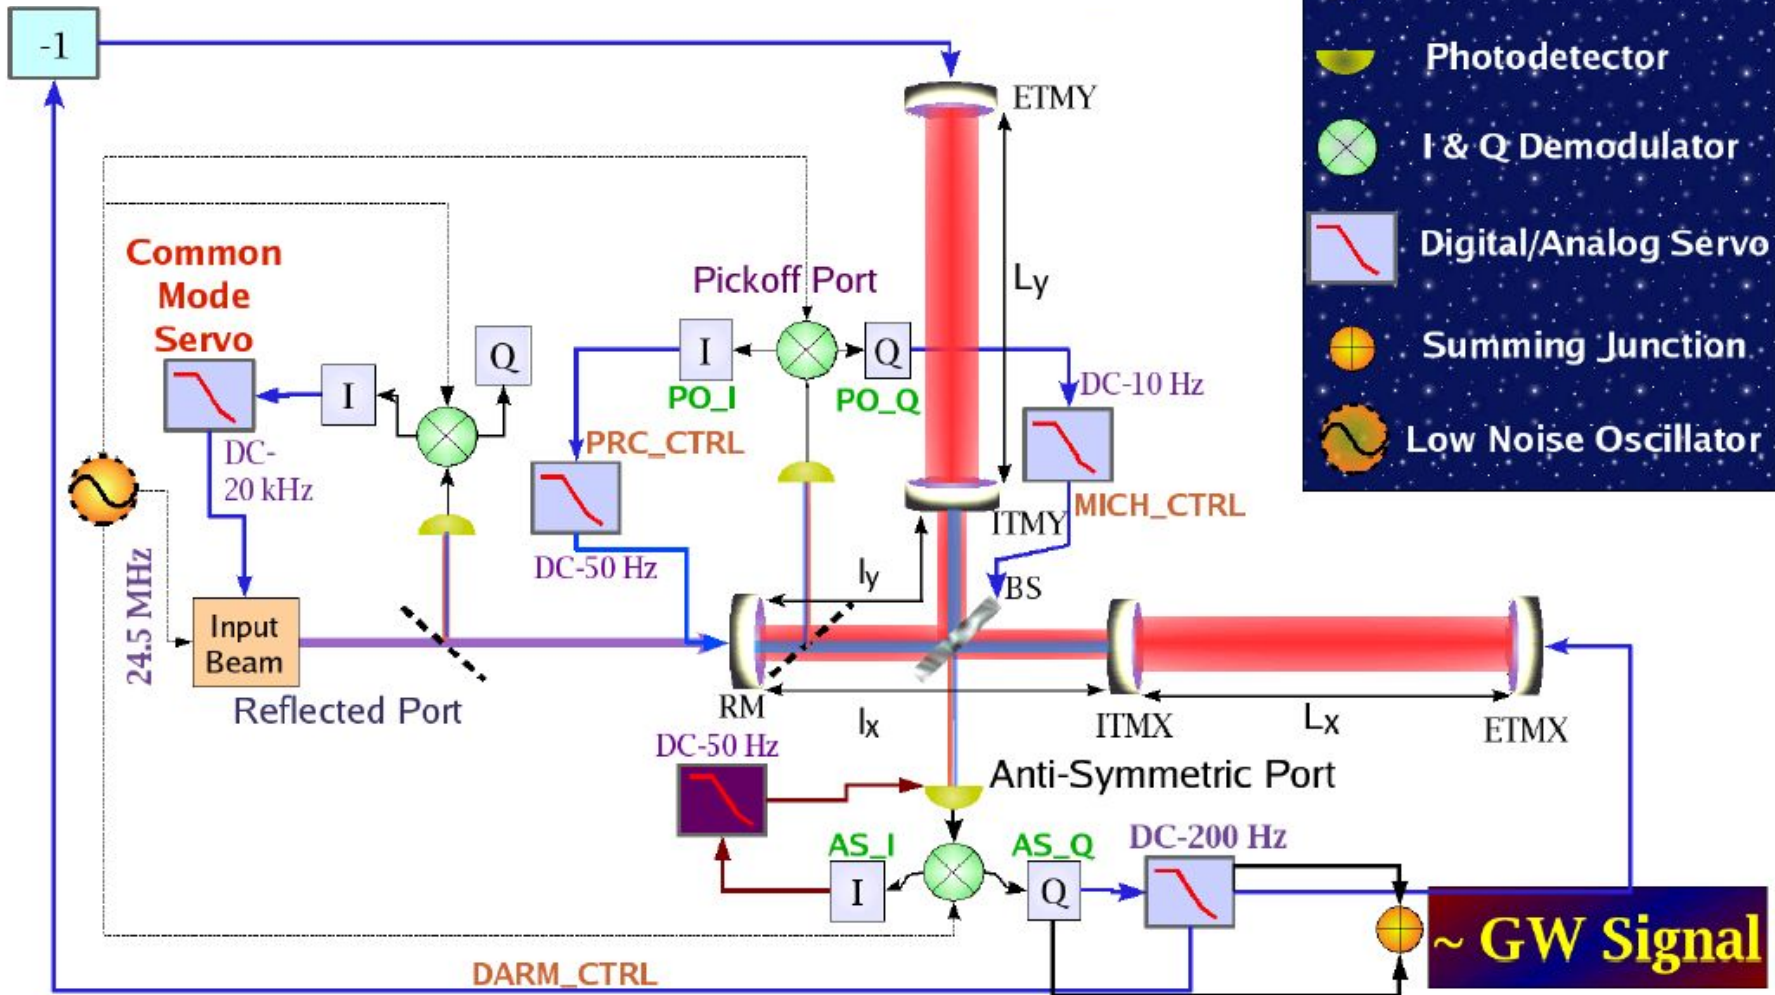 -1
ETMY
Photodetector
I & Q Demodulator
Digital/Analog Servo
Summing Junction
Low Noise Oscillator
Common
Mode
Servo
Pickoff Port
Ly
I
Q
I
Q
PO_I
PO_Q
DC-10 Hz
DC-
20 kHz
PRC_CTRL
MICH_CTRL
ITMY
DC-50 Hz
24.5 MHz
ly
BS
Input
Beam
Reflected Port
RM
lx
ITMX
Lx
ETMX
DC-50 Hz
Anti-Symmetric Port
AS_I
AS_Q
DC-200 Hz
I
Q
~ GW Signal
DARM_CTRL